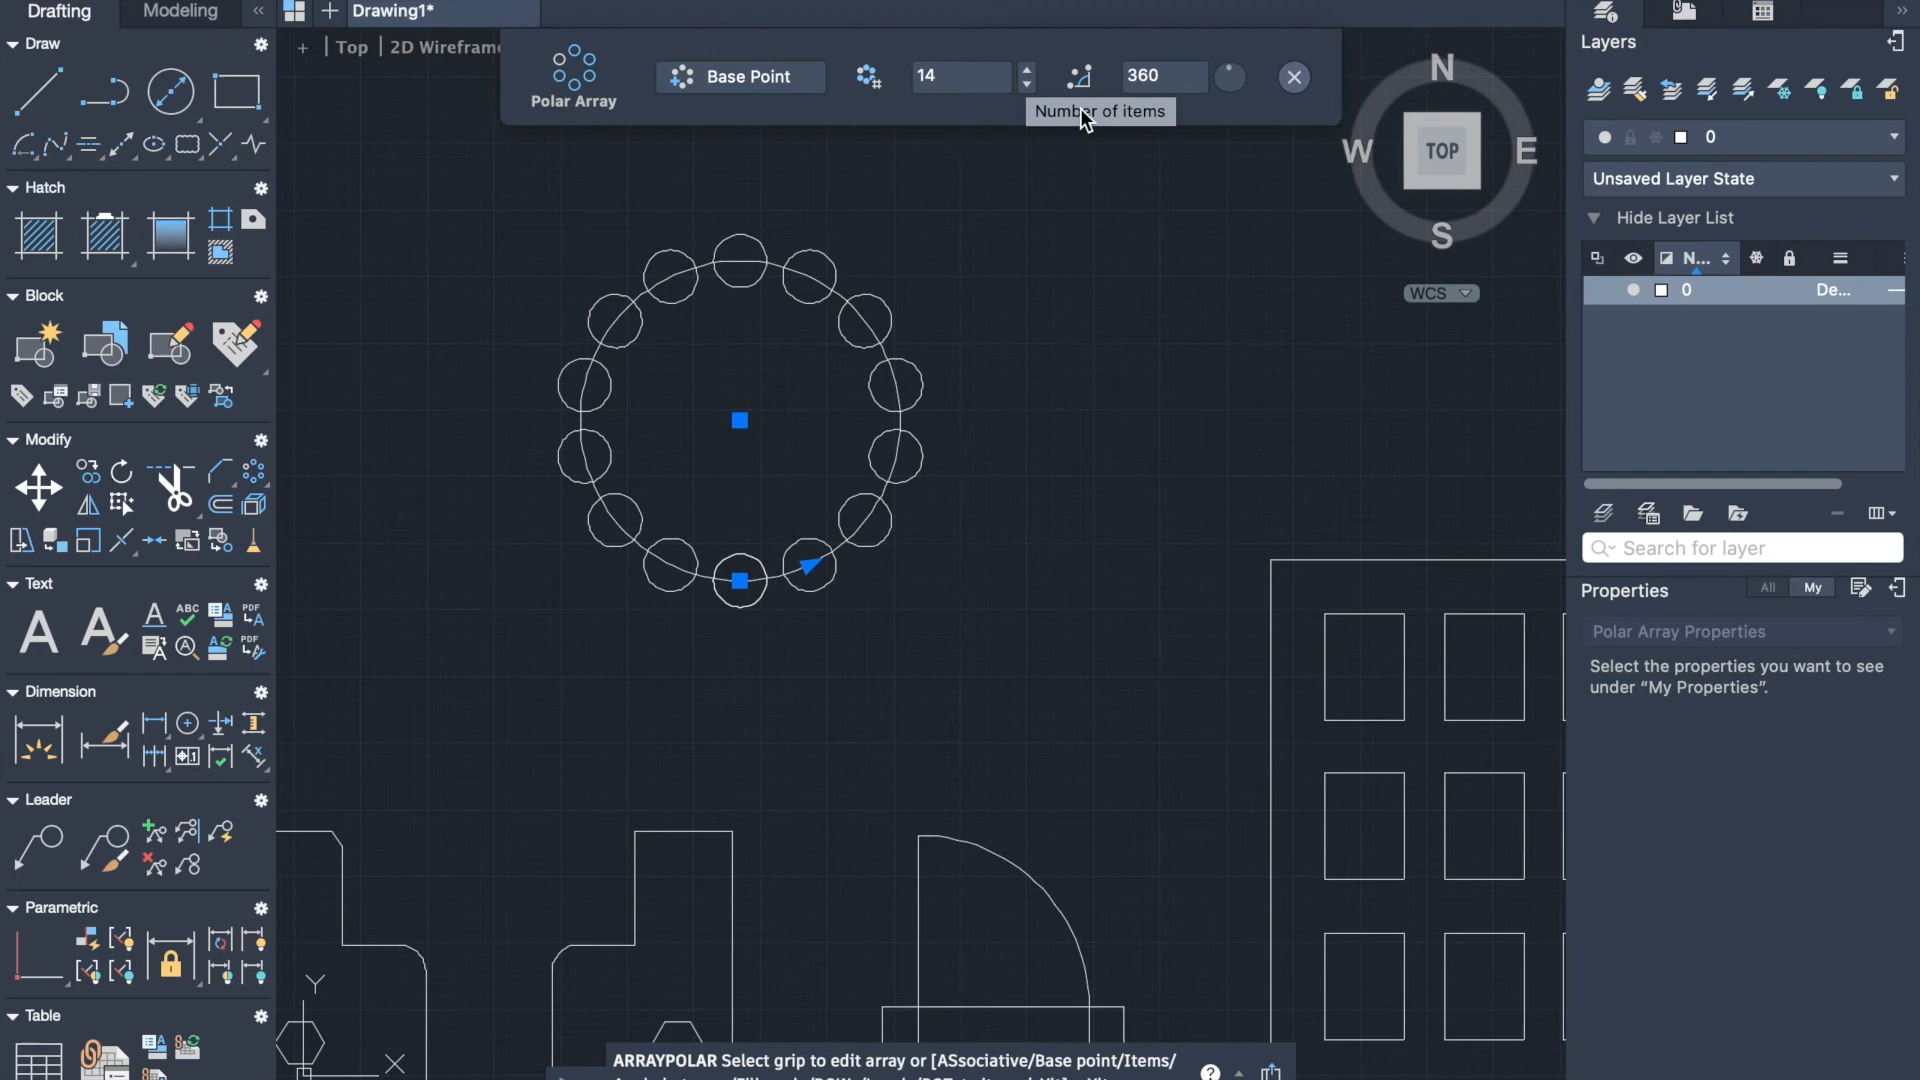 Drafting
Modeling
Drawing1*
Draw
Hatch
Block
Modify
Text
Dimension
Leader
Parametric
Table
+ | Top | 2D Wirefram
Polar Array
Base Point
14
360
Number of items
N
W
TOP
E
S
WCS
Y
X
ARRAYPOLAR Select grip to edit array or [ASsociative/Base point/Items/
Layers
0
Unsaved Layer State
Hide Layer List
N...
0 De...
Search for layer
Properties
All
My
Polar Array Properties
Select the properties you want to see
under “My Properties”.